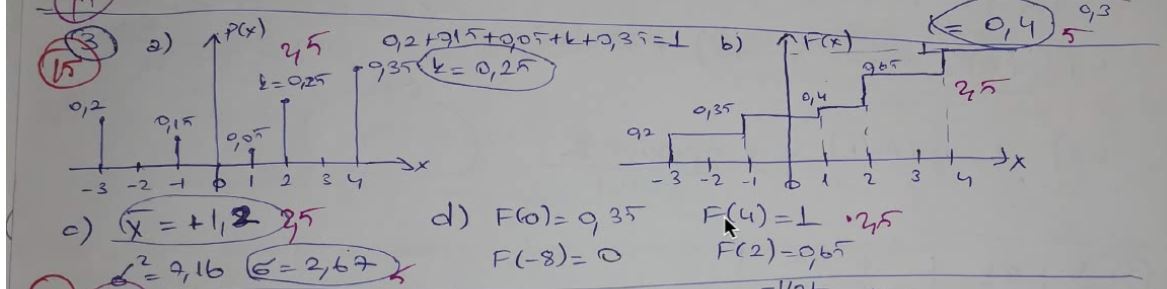 K = 0,4 0,3
5
3 a) P(x) 2,5 0,2+0,15+0,05+k+0,35=1 b) F(x)
15
k=0,25 0,35 k=0,25
0,2 0,15 0,05
-3 -2 -1 0 1 2 3 4 x
0,2 0,35 0,4 0,65 1 2,5
-3 -2 -1 0 1 2 3 4 x
c) x̄=+1,2 2,5 d) F(0)=0,35 F(4)=1 2,5
σ²=7,16 σ=2,67 F(-8)=0 F(2)=0,65